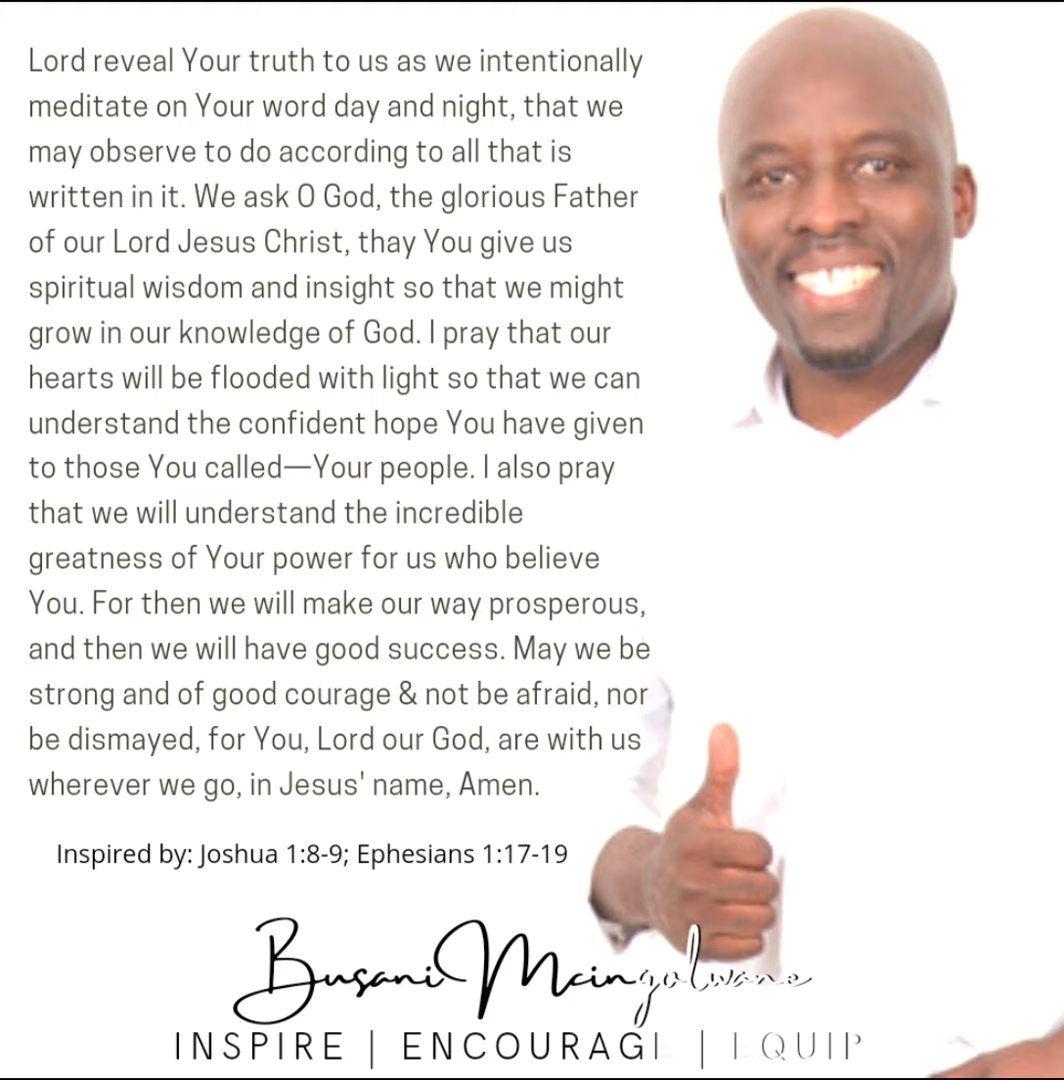 Lord reveal Your truth to us as we intentionally
meditate on Your word day and night, that we
may observe to do according to all that is
written in it. We ask O God, the glorious Father
of our Lord Jesus Christ, thay You give us
spiritual wisdom and insight so that we might
grow in our knowledge of God. I pray that our
hearts will be flooded with light so that we can
understand the confident hope You have given
to those You called—Your people. I also pray
that we will understand the incredible
greatness of Your power for us who believe
You. For then we will make our way prosperous,
and then we will have good success. May we be
strong and of good courage & not be afraid, nor
be dismayed, for You, Lord our God, are with us
wherever we go, in Jesus' name, Amen.
Inspired by: Joshua 1:8-9; Ephesians 1:17-19
Busani Mcingolwane
INSPIRE | ENCOURAGE | EQUIP